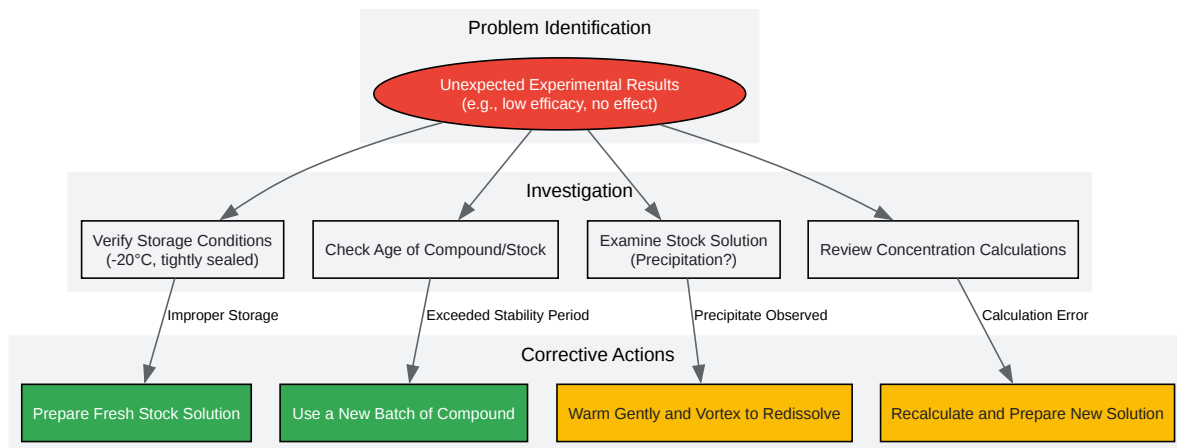 Problem Identification
Unexpected Experimental Results
(e.g., low efficacy, no effect)
Investigation
Verify Storage Conditions
(-20°C, tightly sealed)
Check Age of Compound/Stock
Examine Stock Solution
(Precipitation?)
Review Concentration Calculations
Improper Storage
Exceeded Stability Period
Precipitate Observed
Calculation Error
Corrective Actions
Prepare Fresh Stock Solution
Use a New Batch of Compound
Warm Gently and Vortex to Redissolve
Recalculate and Prepare New Solution